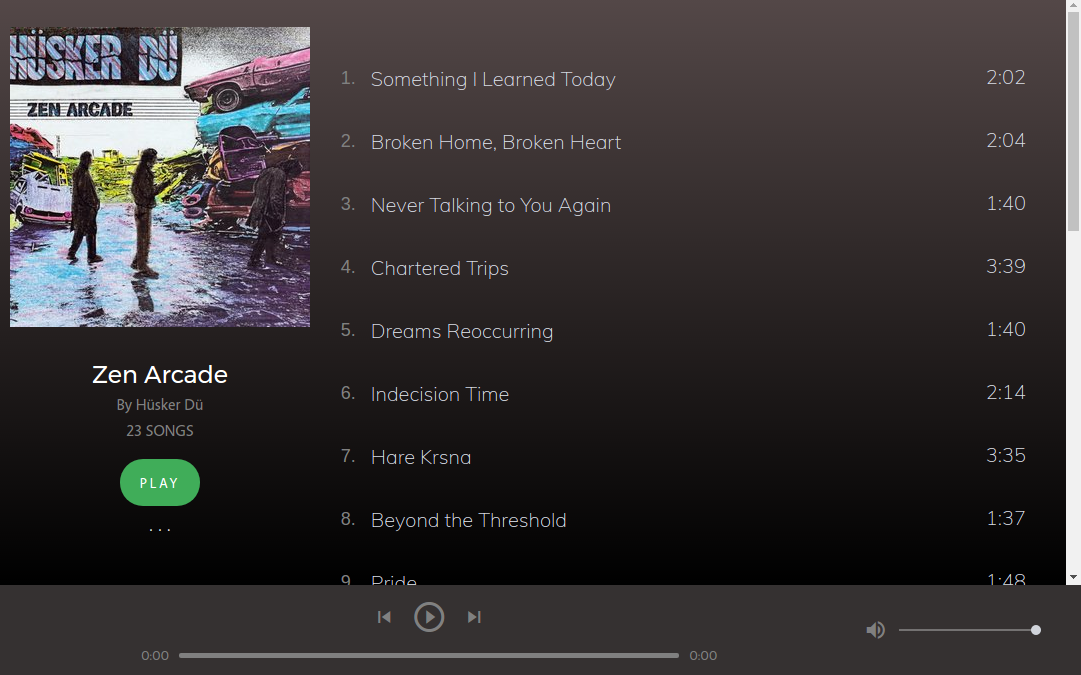 HÜSKER DÜ
ZEN ARCADE
Zen Arcade
By Hüsker Dü
23 SONGS
PLAY
...
1. Something I Learned Today 2:02
2. Broken Home, Broken Heart 2:04
3. Never Talking to You Again 1:40
4. Chartered Trips 3:39
5. Dreams Reoccurring 1:40
6. Indecision Time 2:14
7. Hare Krsna 3:35
8. Beyond the Threshold 1:37
9. Pride 1:48
0:00 0:00